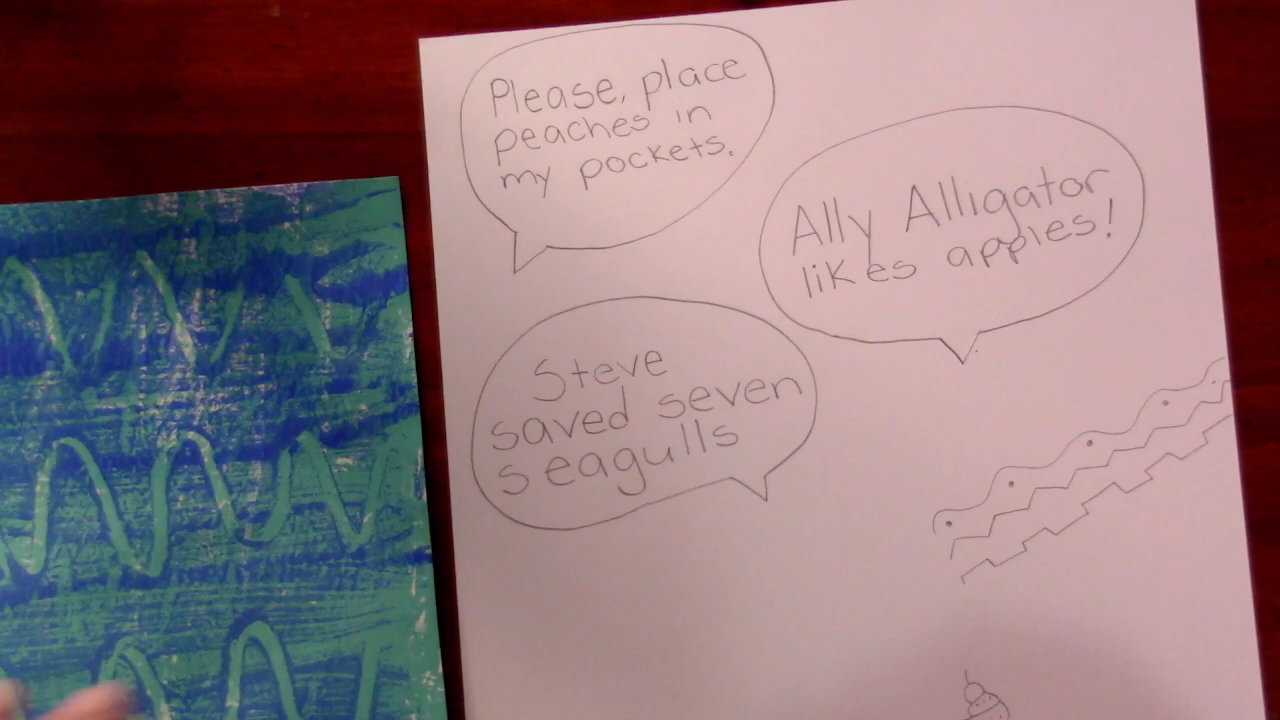 Please, place
peaches in
my pockets.
Ally Alligator
likes apples!
Steve
saved seven
seagulls